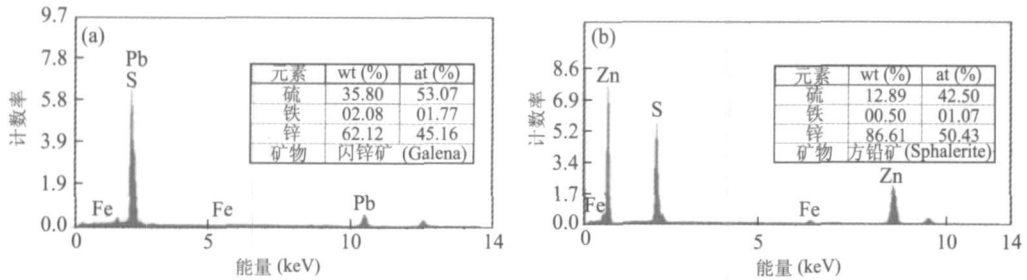 (a)
计数率
9.7
7.8
5.8
3.9
1.9
0.0
Pb
S
Fe
Fe
Pb
元素 wt (%) at (%)
硫 35.80 53.07
铁 02.08 01.77
锌 62.12 45.16
矿物 闪锌矿 (Galena)
0 5 10 14
能量 (keV)
(b)
计数率
8.6
6.9
5.2
3.4
1.7
0.0
Zn
S
Fe
Fe
Zn
元素 wt (%) at (%)
硫 12.89 42.50
铁 00.50 01.07
锌 86.61 50.43
矿物 方铅矿 (Sphalerite)
0 5 10 14
能量 (keV)